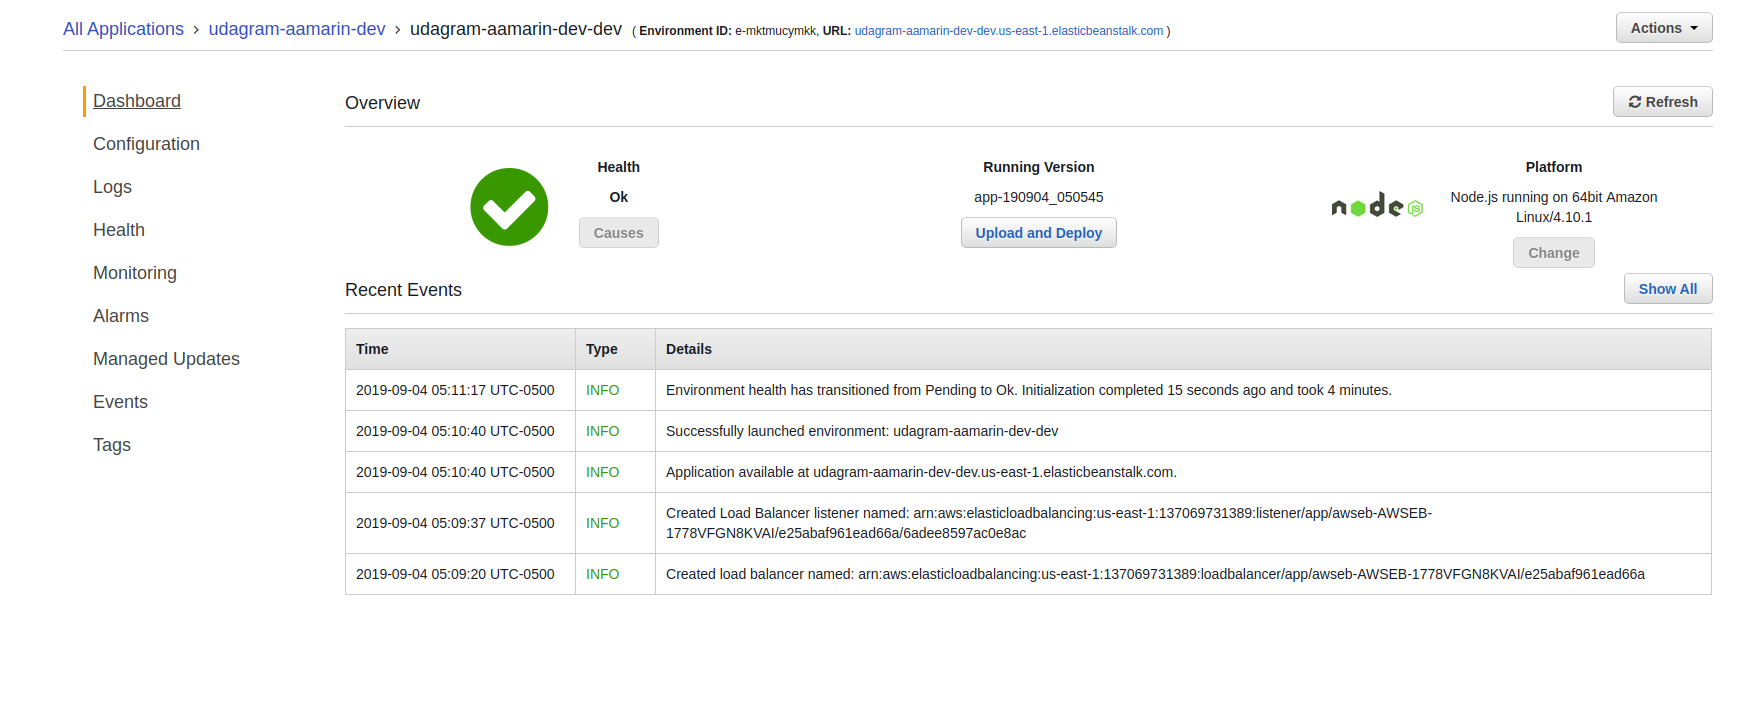 All Applications › udagram-aamarin-dev › udagram-aamarin-dev-dev ( Environment ID: e-mktmucymkk, URL: udagram-aamarin-dev-dev.us-east-1.elasticbeanstalk.com )
Actions
Dashboard
Configuration
Logs
Health
Monitoring
Alarms
Managed Updates
Events
Tags
Overview
Refresh
Health
Ok
Causes
Running Version
app-190904_050545
Upload and Deploy
node JS
Platform
Node.js running on 64bit Amazon
Linux/4.10.1
Change
Recent Events
Show All
Time Type Details
2019-09-04 05:11:17 UTC-0500 INFO Environment health has transitioned from Pending to Ok. Initialization completed 15 seconds ago and took 4 minutes.
2019-09-04 05:10:40 UTC-0500 INFO Successfully launched environment: udagram-aamarin-dev-dev
2019-09-04 05:10:40 UTC-0500 INFO Application available at udagram-aamarin-dev-dev.us-east-1.elasticbeanstalk.com.
2019-09-04 05:09:37 UTC-0500 INFO Created Load Balancer listener named: arn:aws:elasticloadbalancing:us-east-1:137069731389:listener/app/awseb-AWSEB-
1778VFGN8KVAI/e25abaf961ead66a/6adee8597ac0e8ac
2019-09-04 05:09:20 UTC-0500 INFO Created load balancer named: arn:aws:elasticloadbalancing:us-east-1:137069731389:loadbalancer/app/awseb-AWSEB-1778VFGN8KVAI/e25abaf961ead66a